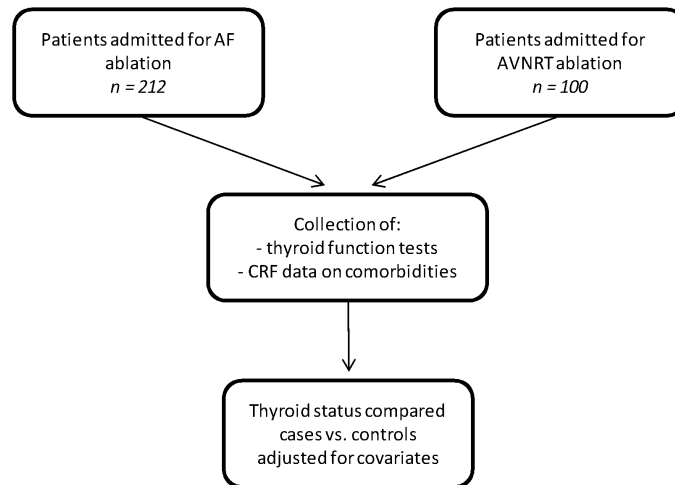 Patients admitted for AF
ablation
n = 212
Patients admitted for
AVNRT ablation
n = 100
Collection of:
- thyroid function tests
- CRF data on comorbidities
Thyroid status compared
cases vs. controls
adjusted for covariates